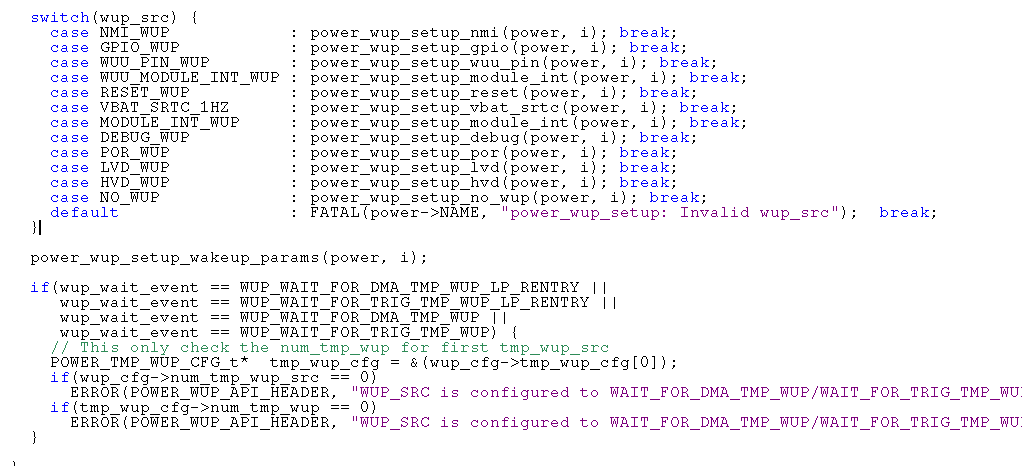 switch(wup_src) {
  case NMI_WUP            : power_wup_setup_nmi(power, i); break;
  case GPIO_WUP           : power_wup_setup_gpio(power, i); break;
  case WUU_PIN_WUP        : power_wup_setup_wuu_pin(power, i); break;
  case WUU_MODULE_INT_WUP : power_wup_setup_module_int(power, i); break;
  case RESET_WUP          : power_wup_setup_reset(power, i); break;
  case VBAT_SRTC_1HZ      : power_wup_setup_vbat_srtc(power, i); break;
  case MODULE_INT_WUP     : power_wup_setup_module_int(power, i); break;
  case DEBUG_WUP          : power_wup_setup_debug(power, i); break;
  case POR_WUP            : power_wup_setup_por(power, i); break;
  case LVD_WUP            : power_wup_setup_lvd(power, i); break;
  case HVD_WUP            : power_wup_setup_hvd(power, i); break;
  case NO_WUP             : power_wup_setup_no_wup(power, i); break;
  default                 : FATAL(power->NAME, "power_wup_setup: Invalid wup_src");  break;
}
power_wup_setup_wakeup_params(power, i);
if(wup_wait_event == WUP_WAIT_FOR_DMA_TMP_WUP_LP_RENTRY ||
   wup_wait_event == WUP_WAIT_FOR_TRIG_TMP_WUP_LP_RENTRY ||
   wup_wait_event == WUP_WAIT_FOR_DMA_TMP_WUP ||
   wup_wait_event == WUP_WAIT_FOR_TRIG_TMP_WUP) {
  // This only check the num_tmp_wup for first tmp_wup_src
  POWER_TMP_WUP_CFG_t*  tmp_wup_cfg = &(wup_cfg->tmp_wup_cfg[0]);
  if(wup_cfg->num_tmp_wup_src == 0)
    ERROR(POWER_WUP_API_HEADER, "WUP_SRC is configured to WAIT_FOR_DMA_TMP_WUP/WAIT_FOR_TRIG_TMP_WU
  if(tmp_wup_cfg->num_tmp_wup == 0)
    ERROR(POWER_WUP_API_HEADER, "WUP_SRC is configured to WAIT_FOR_DMA_TMP_WUP/WAIT_FOR_TRIG_TMP_WU
}